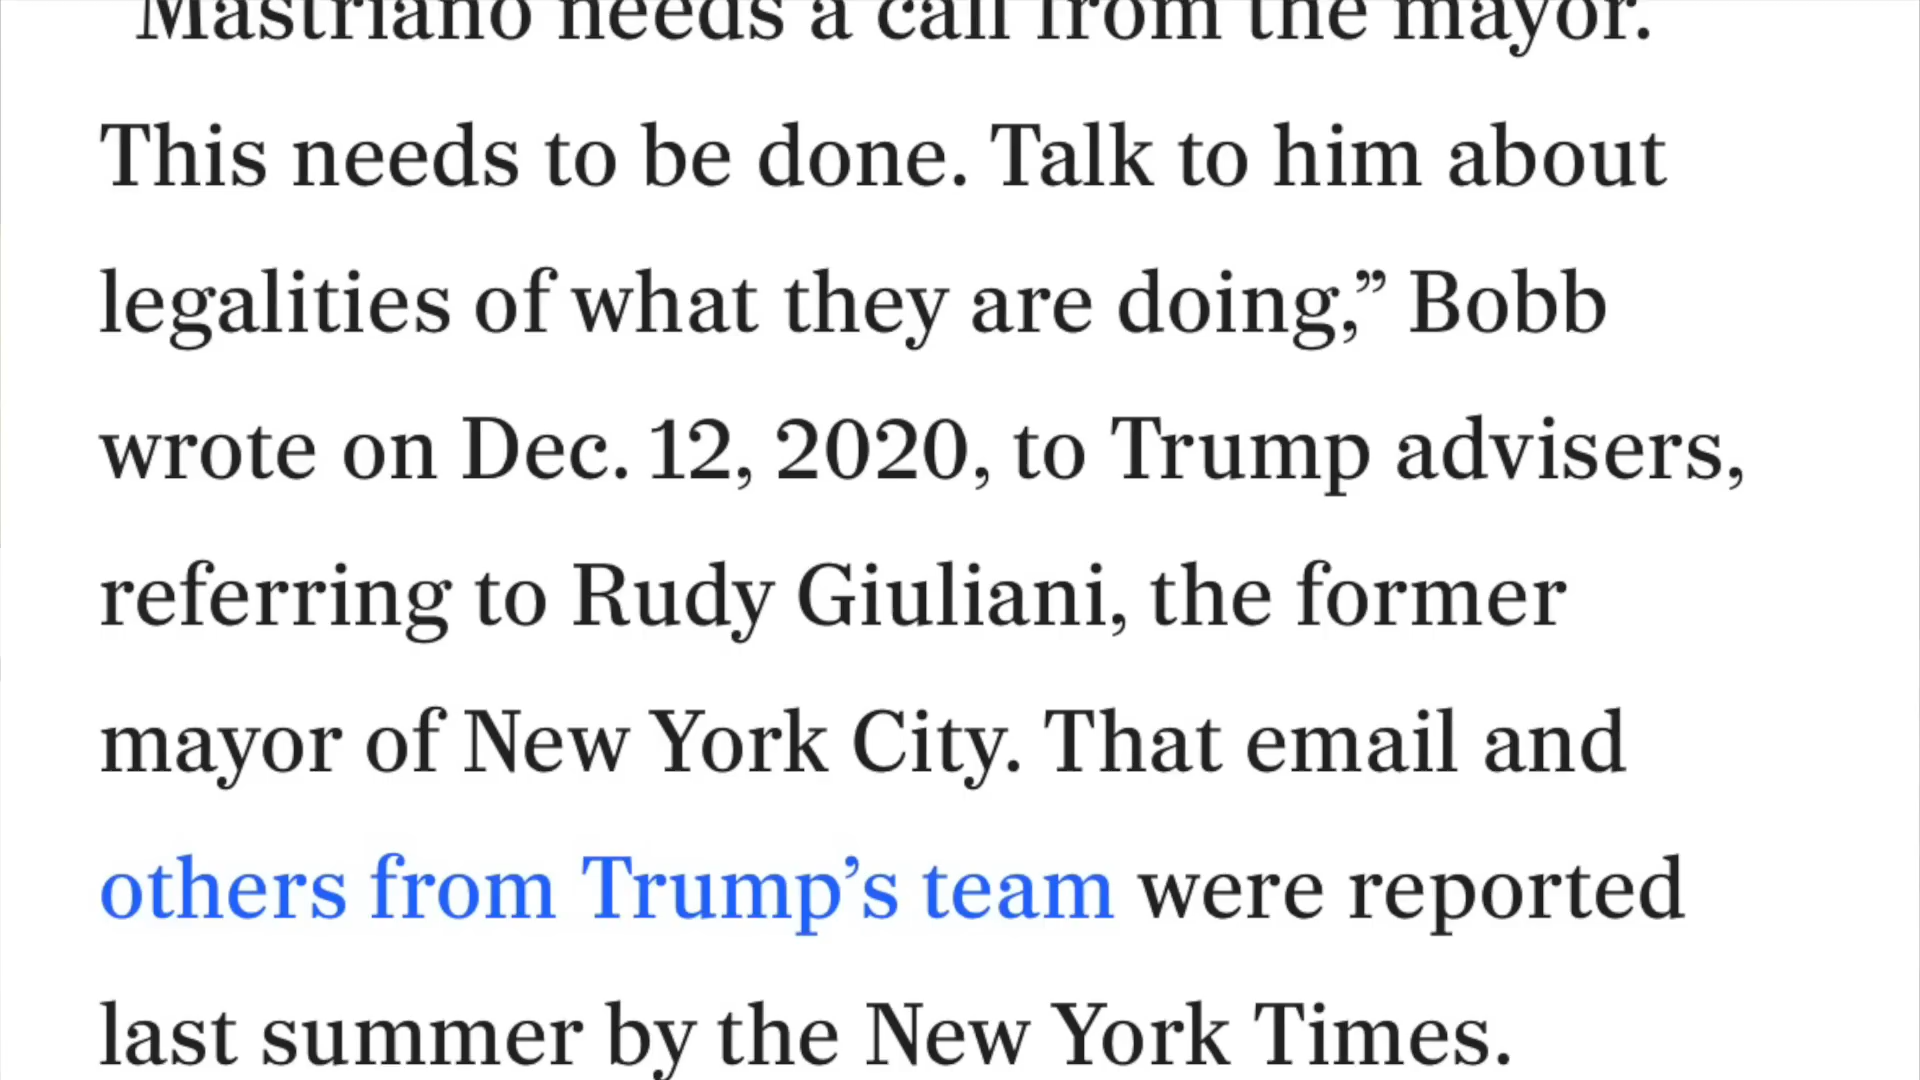 Mastriano needs a call from the mayor.
This needs to be done. Talk to him about
legalities of what they are doing,” Bobb
wrote on Dec. 12, 2020, to Trump advisers,
referring to Rudy Giuliani, the former
mayor of New York City. That email and
others from Trump’s team were reported
last summer by the New York Times.